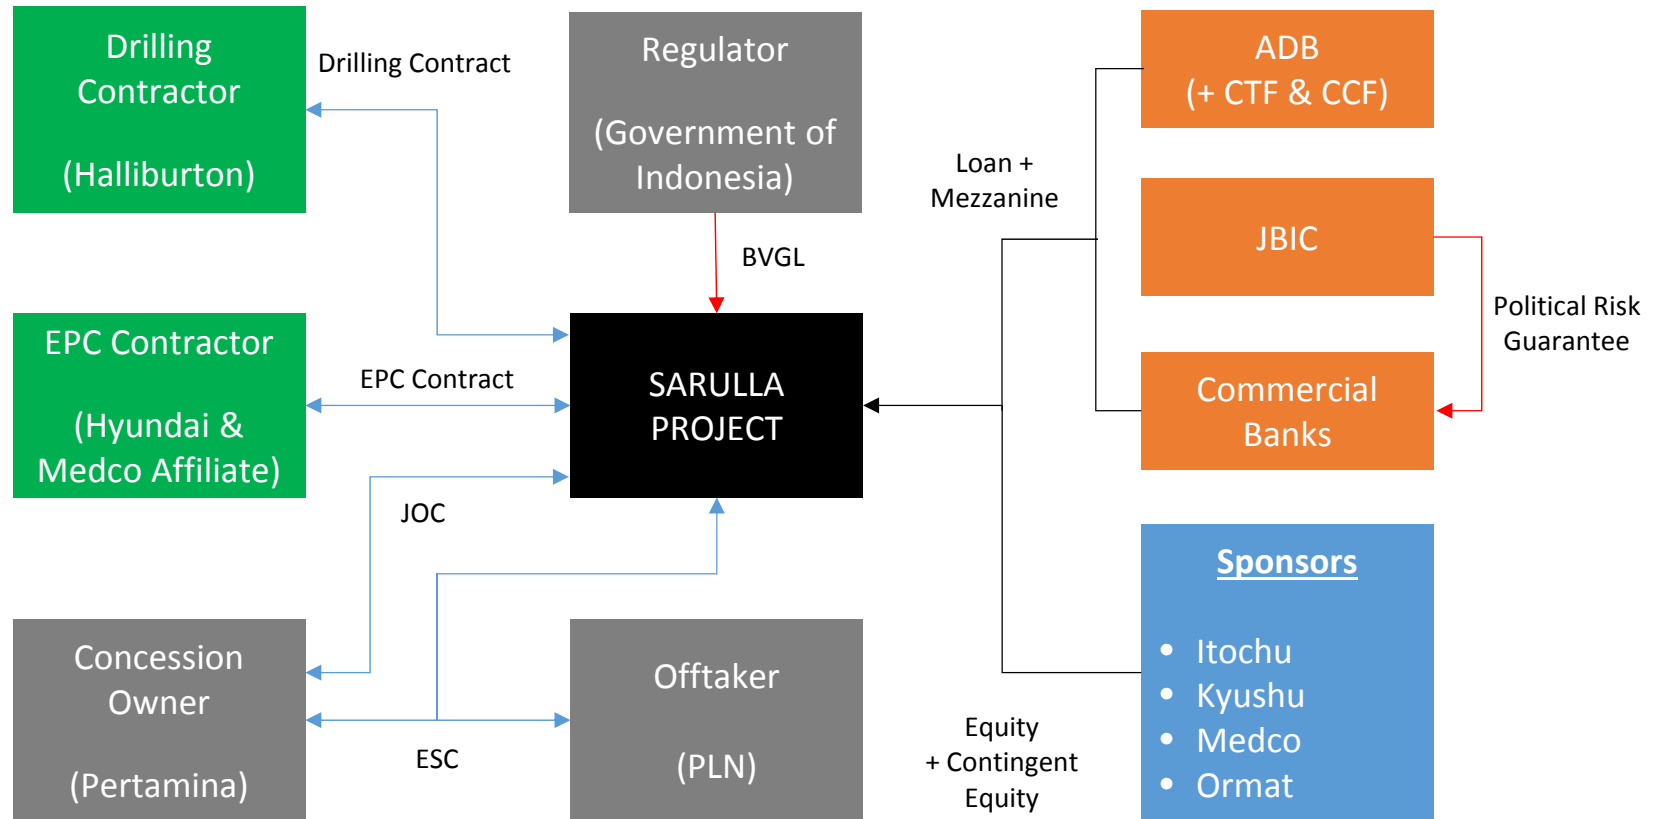 Drilling
Contractor
(Halliburton)
Drilling Contract
Regulator
(Government of
Indonesia)
BVGL
ADB
(+ CTF & CCF)
Loan +
Mezzanine
JBIC
Political Risk
Guarantee
EPC Contractor
(Hyundai &
Medco Affiliate)
EPC Contract
SARULLA
PROJECT
Commercial
Banks
JOC
Concession
Owner
(Pertamina)
ESC
Offtaker
(PLN)
Equity
+ Contingent
Equity
Sponsors
• Itochu
• Kyushu
• Medco
• Ormat